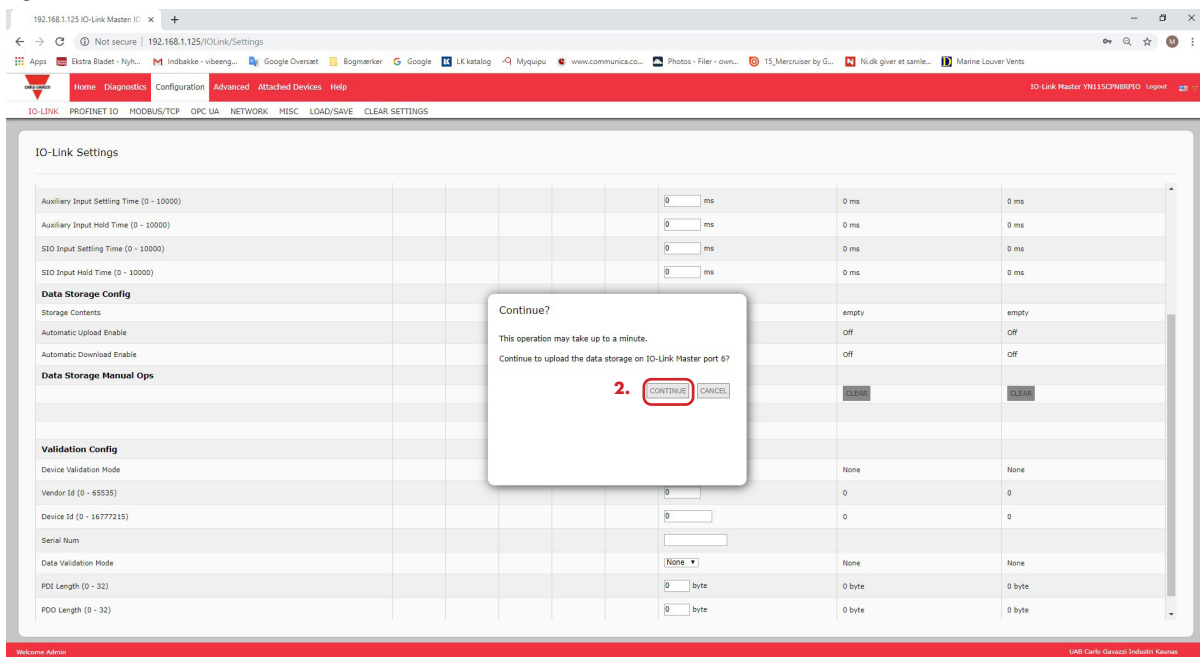 192.168.1.125 IO-Link Master: IO
Not secure | 192.168.1.125/IOLink/Settings
Apps Ekstra Bladet - Nyh... Indbakke - vibeeng... Google Oversæt Bogmærker Google LK katalog Myquipu www.communica.co... Photos - Filer - own... 15_Mercruiser by G... Ni.dk giver et samle... Marine Louver Vents
CARLO GAVAZZI Home Diagnostics Configuration Advanced Attached Devices Help IO-Link Master YN115CPN8RPIO Logout
IO-LINK PROFINET IO MODBUS/TCP OPC UA NETWORK MISC LOAD/SAVE CLEAR SETTINGS
IO-Link Settings
Auxiliary Input Settling Time (0 - 10000) 0 ms 0 ms 0 ms
Auxiliary Input Hold Time (0 - 10000) 0 ms 0 ms 0 ms
SIO Input Settling Time (0 - 10000) 0 ms 0 ms 0 ms
SIO Input Hold Time (0 - 10000) 0 ms 0 ms 0 ms
Data Storage Config
Storage Contents empty empty
Automatic Upload Enable Off Off
Automatic Download Enable Off Off
Data Storage Manual Ops
CLEAR CLEAR
Continue?
This operation may take up to a minute.
Continue to upload the data storage on IO-Link Master port 6?
2. CONTINUE CANCEL
Validation Config
Device Validation Mode None None
Vendor Id (0 - 65535) 0 0 0
Device Id (0 - 16777215) 0 0 0
Serial Num
Data Validation Mode None None None
PDI Length (0 - 32) 0 byte 0 byte 0 byte
PDO Length (0 - 32) 0 byte 0 byte 0 byte
Welcome Admin UAB Carlo Gavazzi Industri Kaunas